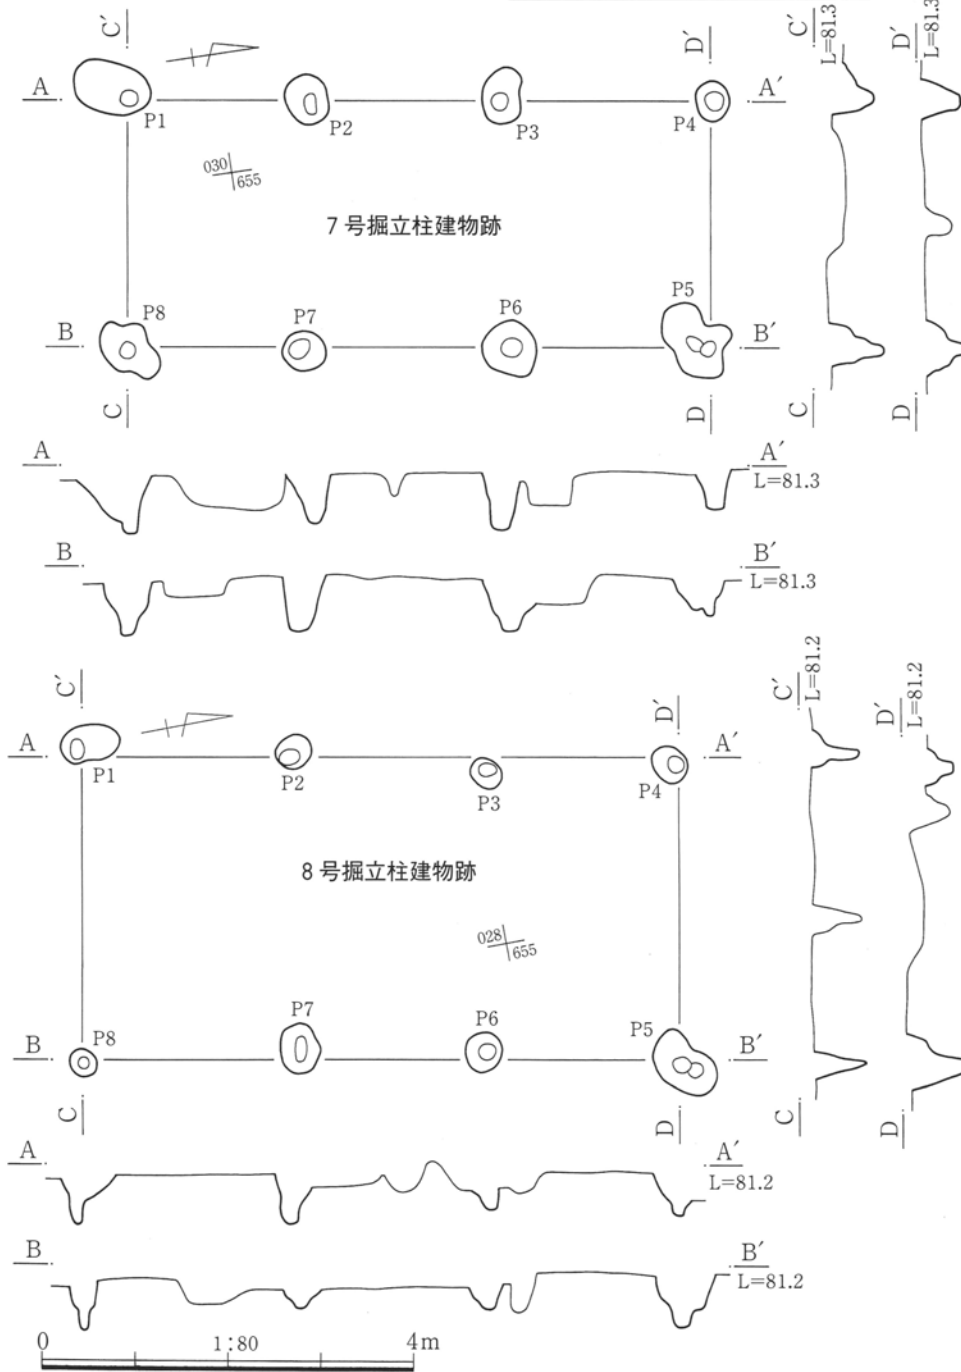 C′
D′
C′
L=81.3
D′
L=81.3
A
A′
P1
P2
P3
P4
030
655
7号掘立柱建物跡
P8
P7
P6
P5
B
B′
C
D
C
D
A
A′
L=81.3
B
B′
L=81.3
C′
D′
C′
L=81.2
D′
L=81.2
A
A′
P1
P2
P3
P4
8号掘立柱建物跡
028
655
P8
P7
P6
P5
B
B′
C
D
C
D
A
A′
L=81.2
B
B′
L=81.2
0 1:80 4m